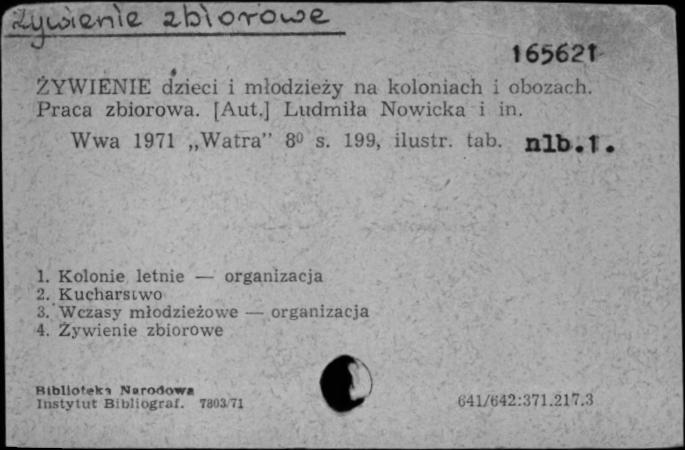 Żywienie zbiorowe
165621
ŻYWIENIE dzieci i młodzieży na koloniach i obozach.
Praca zbiorowa. [Aut.] Ludmiła Nowicka i in.
Wwa 1971 „Watra” 8⁰ s. 199, ilustr. tab. nlb.1.
1. Kolonie letnie — organizacja
2. Kucharstwo
3. Wczasy młodzieżowe — organizacja
4. Żywienie zbiorowe
Biblioteka Narodowa
Instytut Bibliograf. 7803/71
641/642:371.217.3